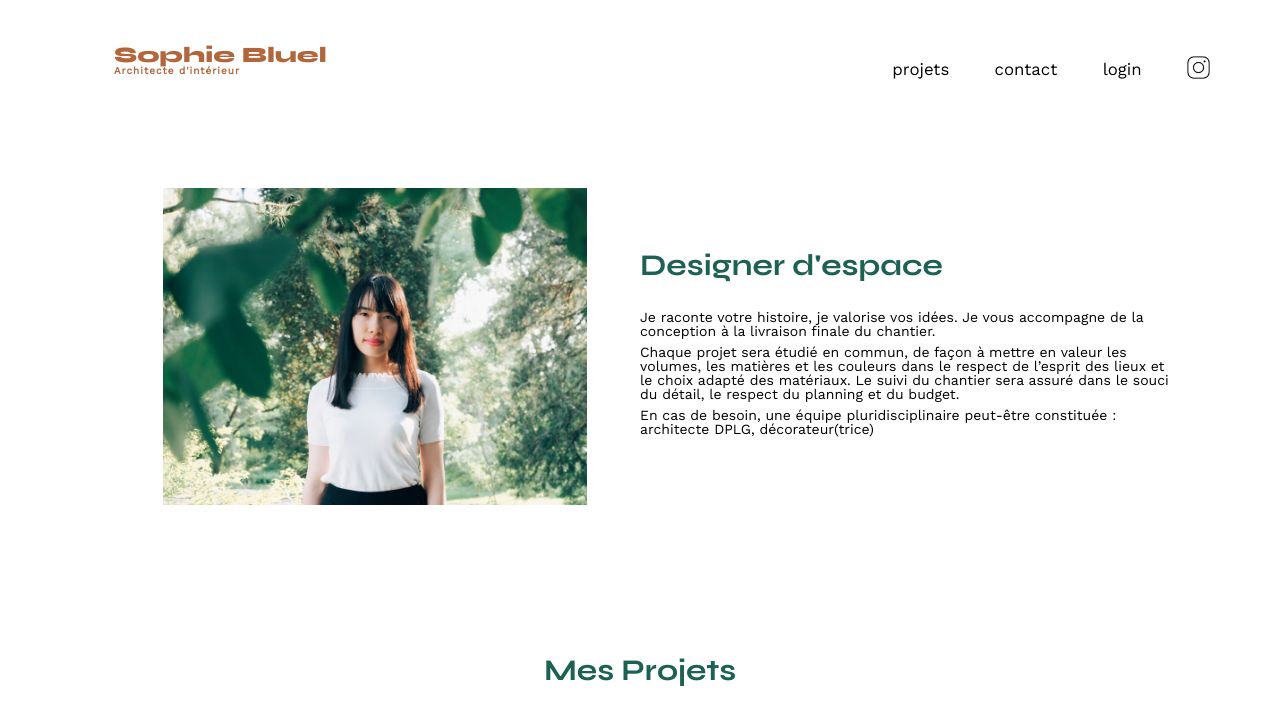 Sophie Bluel
Architecte d'intérieur
projets
contact
login
Designer d'espace
Je raconte votre histoire, je valorise vos idées. Je vous accompagne de la
conception à la livraison finale du chantier.
Chaque projet sera étudié en commun, de façon à mettre en valeur les
volumes, les matières et les couleurs dans le respect de l’esprit des lieux et
le choix adapté des matériaux. Le suivi du chantier sera assuré dans le souci
du détail, le respect du planning et du budget.
En cas de besoin, une équipe pluridisciplinaire peut-être constituée :
architecte DPLG, décorateur(trice)
Mes Projets